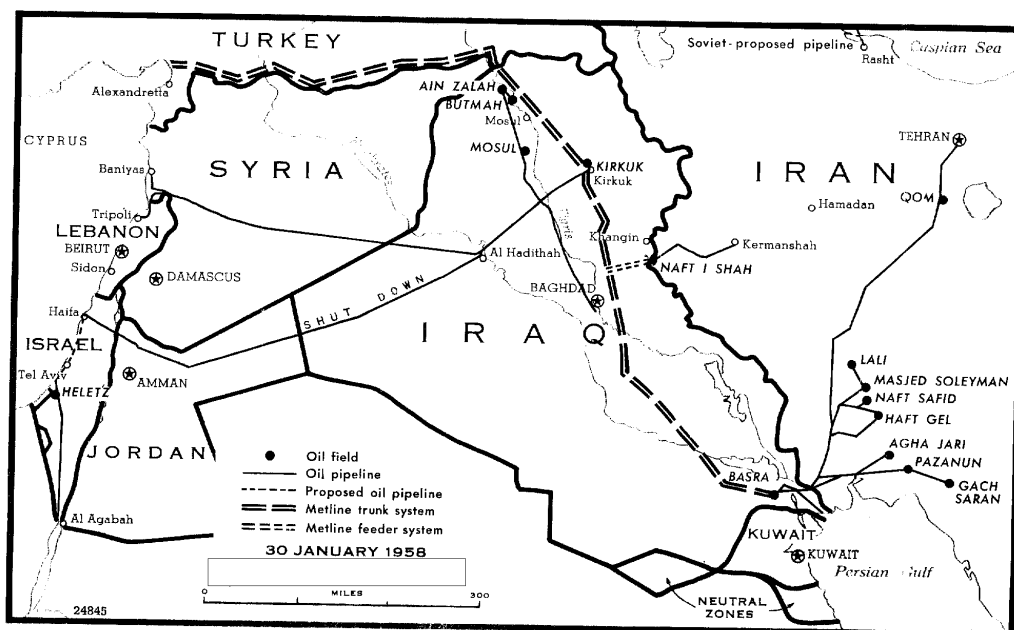 TURKEY
Soviet-proposed pipeline
Caspian Sea
Rasht
Alexandretta
AIN ZALAH
BUTMAH
Mosul
CYPRUS
TEHRAN
MOSUL
SYRIA
Baniyas
KIRKUK
Kirkuk
IRAN
QOM
Hamadan
Tripoli
LEBANON
BEIRUT
Sidon
DAMASCUS
Khangin
Kermanshah
Al Hadithah
NAFT I SHAH
BAGHDAD
Tigris
SHUT DOWN
Haifa
IRAQ
ISRAEL
Tel Aviv
AMMAN
HELETZ
LALI
MASJED SOLEYMAN
NAFT SAFID
HAFT GEL
JORDAN
AGHA JARI
PAZANUN
GACH
SARAN
BASRA
Oil field
Oil pipeline
Proposed oil pipeline
Metline trunk system
Metline feeder system
Al Aqabah
30 JANUARY 1958
KUWAIT
KUWAIT
Persian Gulf
0 MILES 300
NEUTRAL
ZONES
24845